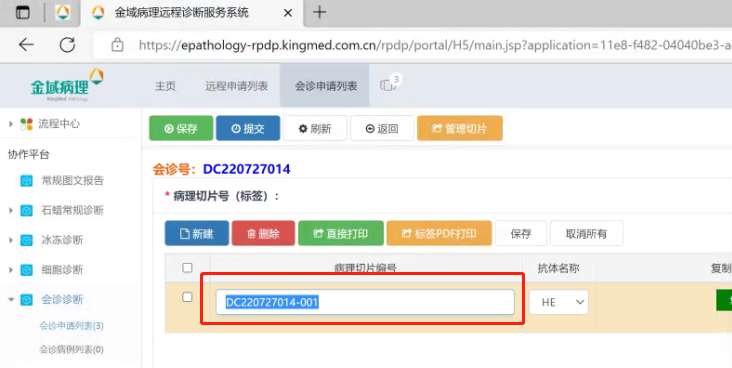 金域病理远程诊断服务系统
https://epathology-rpdp.kingmed.com.cn/rpdp/portal/H5/main.jsp?application=11e8-f482-04040be3-a
金域病理
KingMed Pathology
主页
远程申请列表
会诊申请列表
3
流程中心
保存
提交
刷新
返回
管理切片
协作平台
常规图文报告
石蜡常规诊断
冰冻诊断
细胞诊断
会诊诊断
会诊申请列表(3)
会诊病例列表(0)
会诊号: DC220727014
* 病理切片号（标签）:
新建
删除
直接打印
标签PDF打印
保存
取消所有
病理切片编号
抗体名称
复制
DC220727014-001
HE